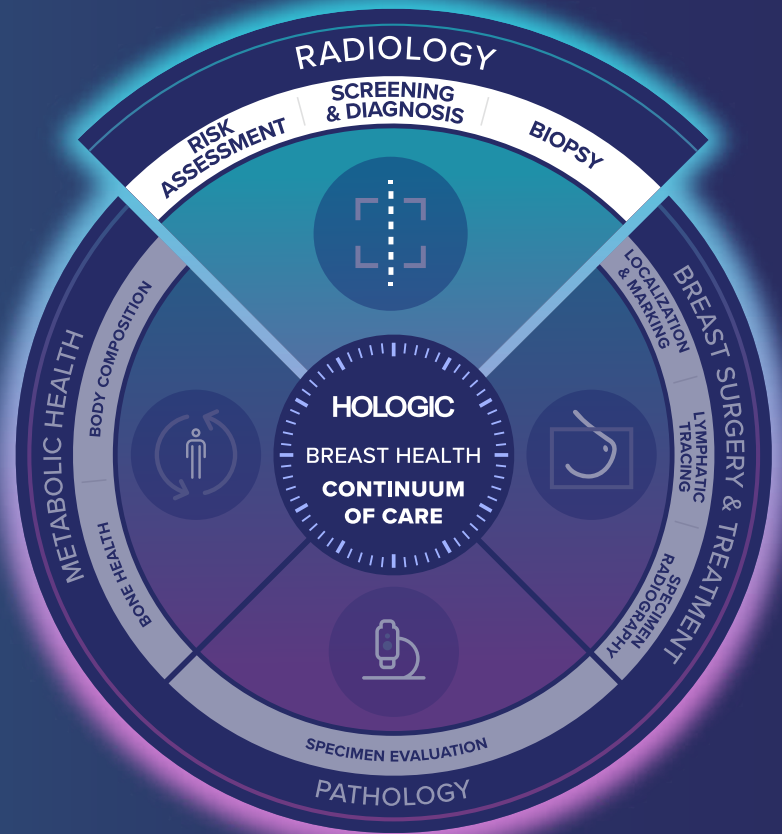 RADIOLOGY
RISK
ASSESSMENT
SCREENING
& DIAGNOSIS
BIOPSY
BREAST SURGERY & TREATMENT
LOCALIZATION
& MARKING
LYMPHATIC
TRACING
SPECIMEN
RADIOGRAPHY
PATHOLOGY
SPECIMEN EVALUATION
METABOLIC HEALTH
BONE HEALTH
BODY COMPOSITION
HOLOGIC
BREAST HEALTH
CONTINUUM
OF CARE